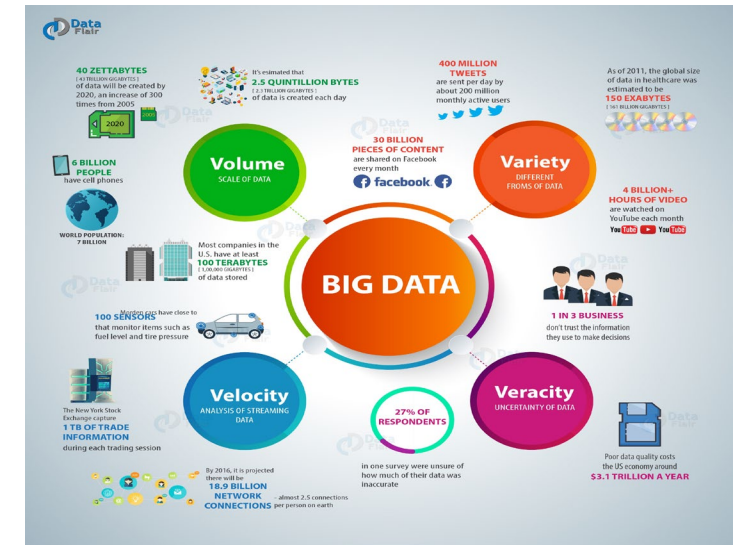 Data
Flair
40 ZETTABYTES
[ 43 TRILLION GIGABYTES ]
of data will be created by
2020, an increase of 300
times from 2005
2020
2005
It's esimated that
2.5 QUINTILLION BYTES
[ 2.3 TRILLION GIGABYTES ]
of data is created each day
400 MILLION
TWEETS
are sent per day by
about 200 million
monthly active users
As of 2011, the global size
of data in healthcare was
estimated to be
150 EXABYTES
[ 161 BILLION GIGABYTES ]
Volume
SCALE OF DATA
30 BILLION
PIECES OF CONTENT
are shared on Facebook
every month
facebook.
Variety
DIFFERENT
FROMS OF DATA
6 BILLION
PEOPLE
have cell phones
WORLD POPULATION:
7 BILLION
4 BILLION+
HOURS OF VIDEO
are watched on
YouTube each month
YouTube
YouTube
Most companies in the
U.S. have at least
100 TERABYTES
[ 1,00,000 GIGABYTES ]
of data stored
BIG DATA
have close to
100 SENSORS
that monitor items such as
fuel level and tire pressure
1 IN 3 BUSINESS
don't trust the information
they use to make decisions
Velocity
ANALYSIS OF STREAMING
DATA
Veracity
UNCERTAINTY OF DATA
The New York Stock
Exchange capture
1 TB OF TRADE
INFORMATION
during each trading session
27% OF
RESPONDENTS
in one survey were unsure of
how much of their data was
inaccurate
Poor data quality costs
the US economy around
$3.1 TRILLION A YEAR
By 2016, it is projected
there will be
18.9 BILLION
NETWORK
CONNECTIONS
- almost 2.5 connections
per person on earth